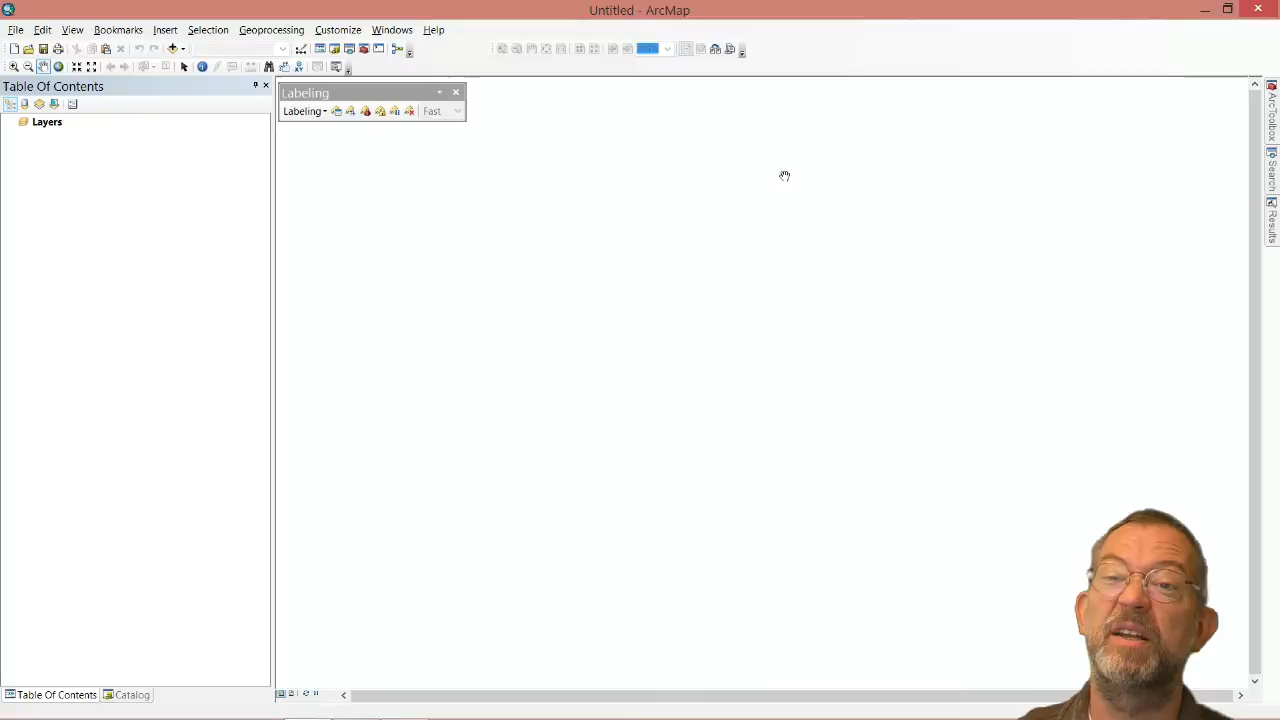 Untitled - ArcMap
File Edit View Bookmarks Insert Selection Geoprocessing Customize Windows Help
Table Of Contents
Layers
Labeling
Labeling
Fast
ArcToolbox
Search
Results
Table Of Contents
Catalog